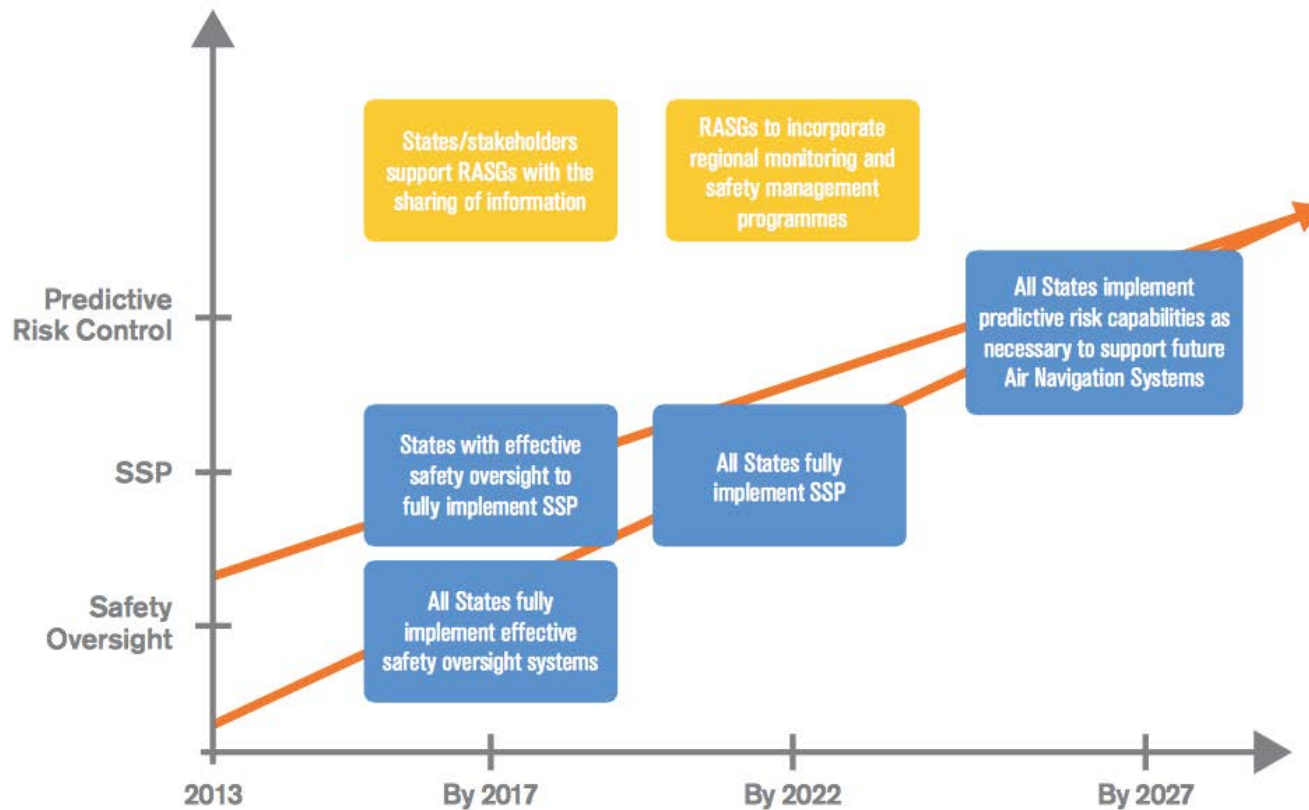 States/stakeholders
support RASGs with the
sharing of information
RASGs to incorporate
regional monitoring and
safety management
programmes
Predictive
Risk Control
All States implement
predictive risk capabilities as
necessary to support future
Air Navigation Systems
SSP
States with effective
safety oversight to
fully implement SSP
All States fully
implement SSP
Safety
Oversight
All States fully
implement effective
safety oversight systems
2013
By 2017
By 2022
By 2027